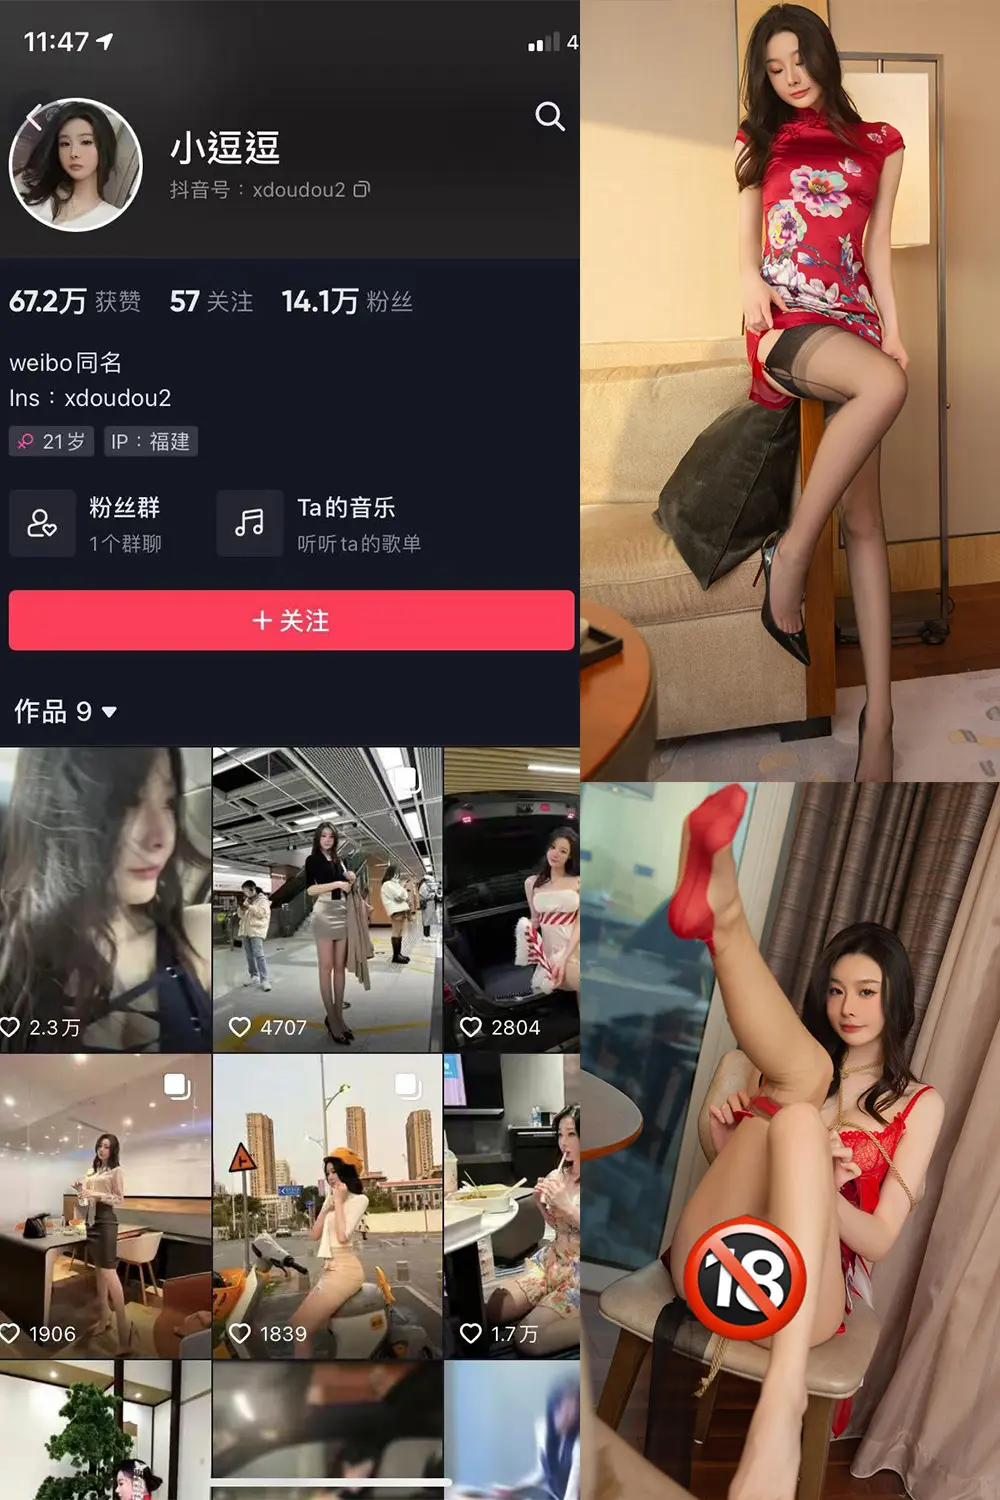 11:47
4
小逗逗
抖音号：xdoudou2
67.2万 获赞 57 关注 14.1万 粉丝
weibo同名
Ins：xdoudou2
21岁 IP：福建
粉丝群
1个群聊
Ta的音乐
听听ta的歌单
+ 关注
作品 9
2.3万
4707
2804
1906
1839
1.7万
18